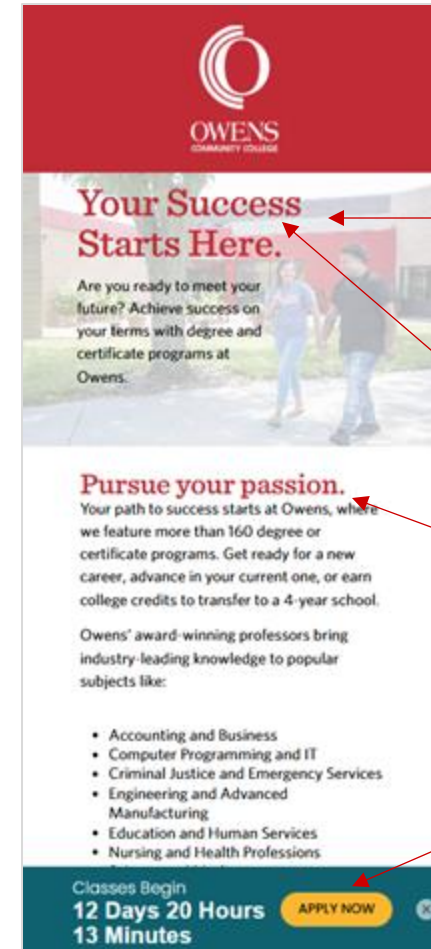 OWENS
COMMUNITY COLLEGE
Your Success
Starts Here.
Are you ready to meet your
future? Achieve success on
your terms with degree and
certificate programs at
Owens.
Pursue your passion.
Your path to success starts at Owens, where
we feature more than 160 degree or
certificate programs. Get ready for a new
career, advance in your current one, or earn
college credits to transfer to a 4-year school.
Owens' award-winning professors bring
industry-leading knowledge to popular
subjects like:
• Accounting and Business
• Computer Programming and IT
• Criminal Justice and Emergency Services
• Engineering and Advanced
Manufacturing
• Education and Human Services
• Nursing and Health Professions
Classes Begin
12 Days 20 Hours
13 Minutes
APPLY NOW